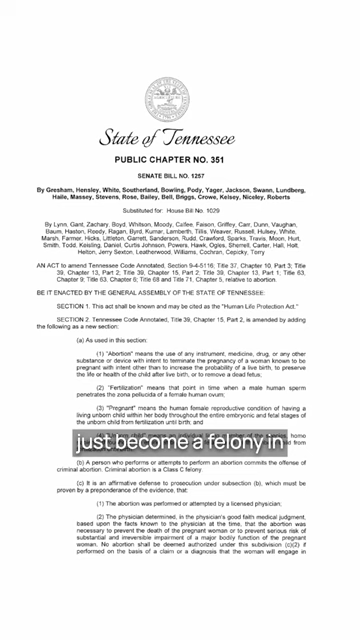 State of Tennessee
PUBLIC CHAPTER NO. 351
SENATE BILL NO. 1257
By Gresham, Hensley, White, Southerland, Bowling, Pody, Yager, Jackson, Swann, Lundberg,
Haile, Massey, Stevens, Rose, Bailey, Bell, Briggs, Crowe, Kelsey, Niceley, Roberts
Substituted for: House Bill No. 1029
By Lynn, Gant, Zachary, Boyd, Whitson, Moody, Calfee, Faison, Griffey, Carr, Dunn, Vaughan,
Baum, Haston, Reedy, Ragan, Byrd, Kumar, Lamberth, Tillis, Weaver, Russell, Hulsey, White,
Marsh, Farmer, Hicks, Littleton, Garrett, Sanderson, Rudd, Crawford, Sparks, Travis, Moon, Hurt,
Smith, Todd, Keisling, Daniel, Curtis Johnson, Powers, Hawk, Ogles, Sherrell, Carter, Hall, Holt,
Helton, Jerry Sexton, Leatherwood, Williams, Cochran, Cepicky, Terry
AN ACT to amend Tennessee Code Annotated, Section 9-4-5116; Title 37, Chapter 10, Part 3; Title
39, Chapter 13, Part 2; Title 39, Chapter 15, Part 2; Title 39, Chapter 13, Part 1; Title 63,
Chapter 9; Title 63, Chapter 6; Title 68 and Title 71, Chapter 5, relative to abortion.
BE IT ENACTED BY THE GENERAL ASSEMBLY OF THE STATE OF TENNESSEE:
SECTION 1. This act shall be known and may be cited as the "Human Life Protection Act."
SECTION 2. Tennessee Code Annotated, Title 39, Chapter 15, Part 2, is amended by adding
the following as a new section:
(a) As used in this section:
(1) "Abortion" means the use of any instrument, medicine, drug, or any other
substance or device with intent to terminate the pregnancy of a woman known to be
pregnant with intent other than to increase the probability of a live birth, to preserve
the life or health of the child after live birth, or to remove a dead fetus;
(2) "Fertilization" means that point in time when a male human sperm
penetrates the zona pellucida of a female human ovum;
(3) "Pregnant" means the human female reproductive condition of having a
living unborn child within her body throughout the entire embryonic and fetal stages
of the unborn child from fertilization until birth; and
just become a felony in
(b) A person who performs or attempts to perform an abortion commits the offense of
criminal abortion. Criminal abortion is a Class C felony.
(c) It is an affirmative defense to prosecution under subsection (b), which must be
proven by a preponderance of the evidence, that:
(1) The abortion was performed or attempted by a licensed physician;
(2) The physician determined, in the physician's good faith medical judgment,
based upon the facts known to the physician at the time, that the abortion was
necessary to prevent the death of the pregnant woman or to prevent serious risk of
substantial and irreversible impairment of a major bodily function of the pregnant
woman. No abortion shall be deemed authorized under this subdivision (c)(2) if
performed on the basis of a claim or a diagnosis that the woman will engage in